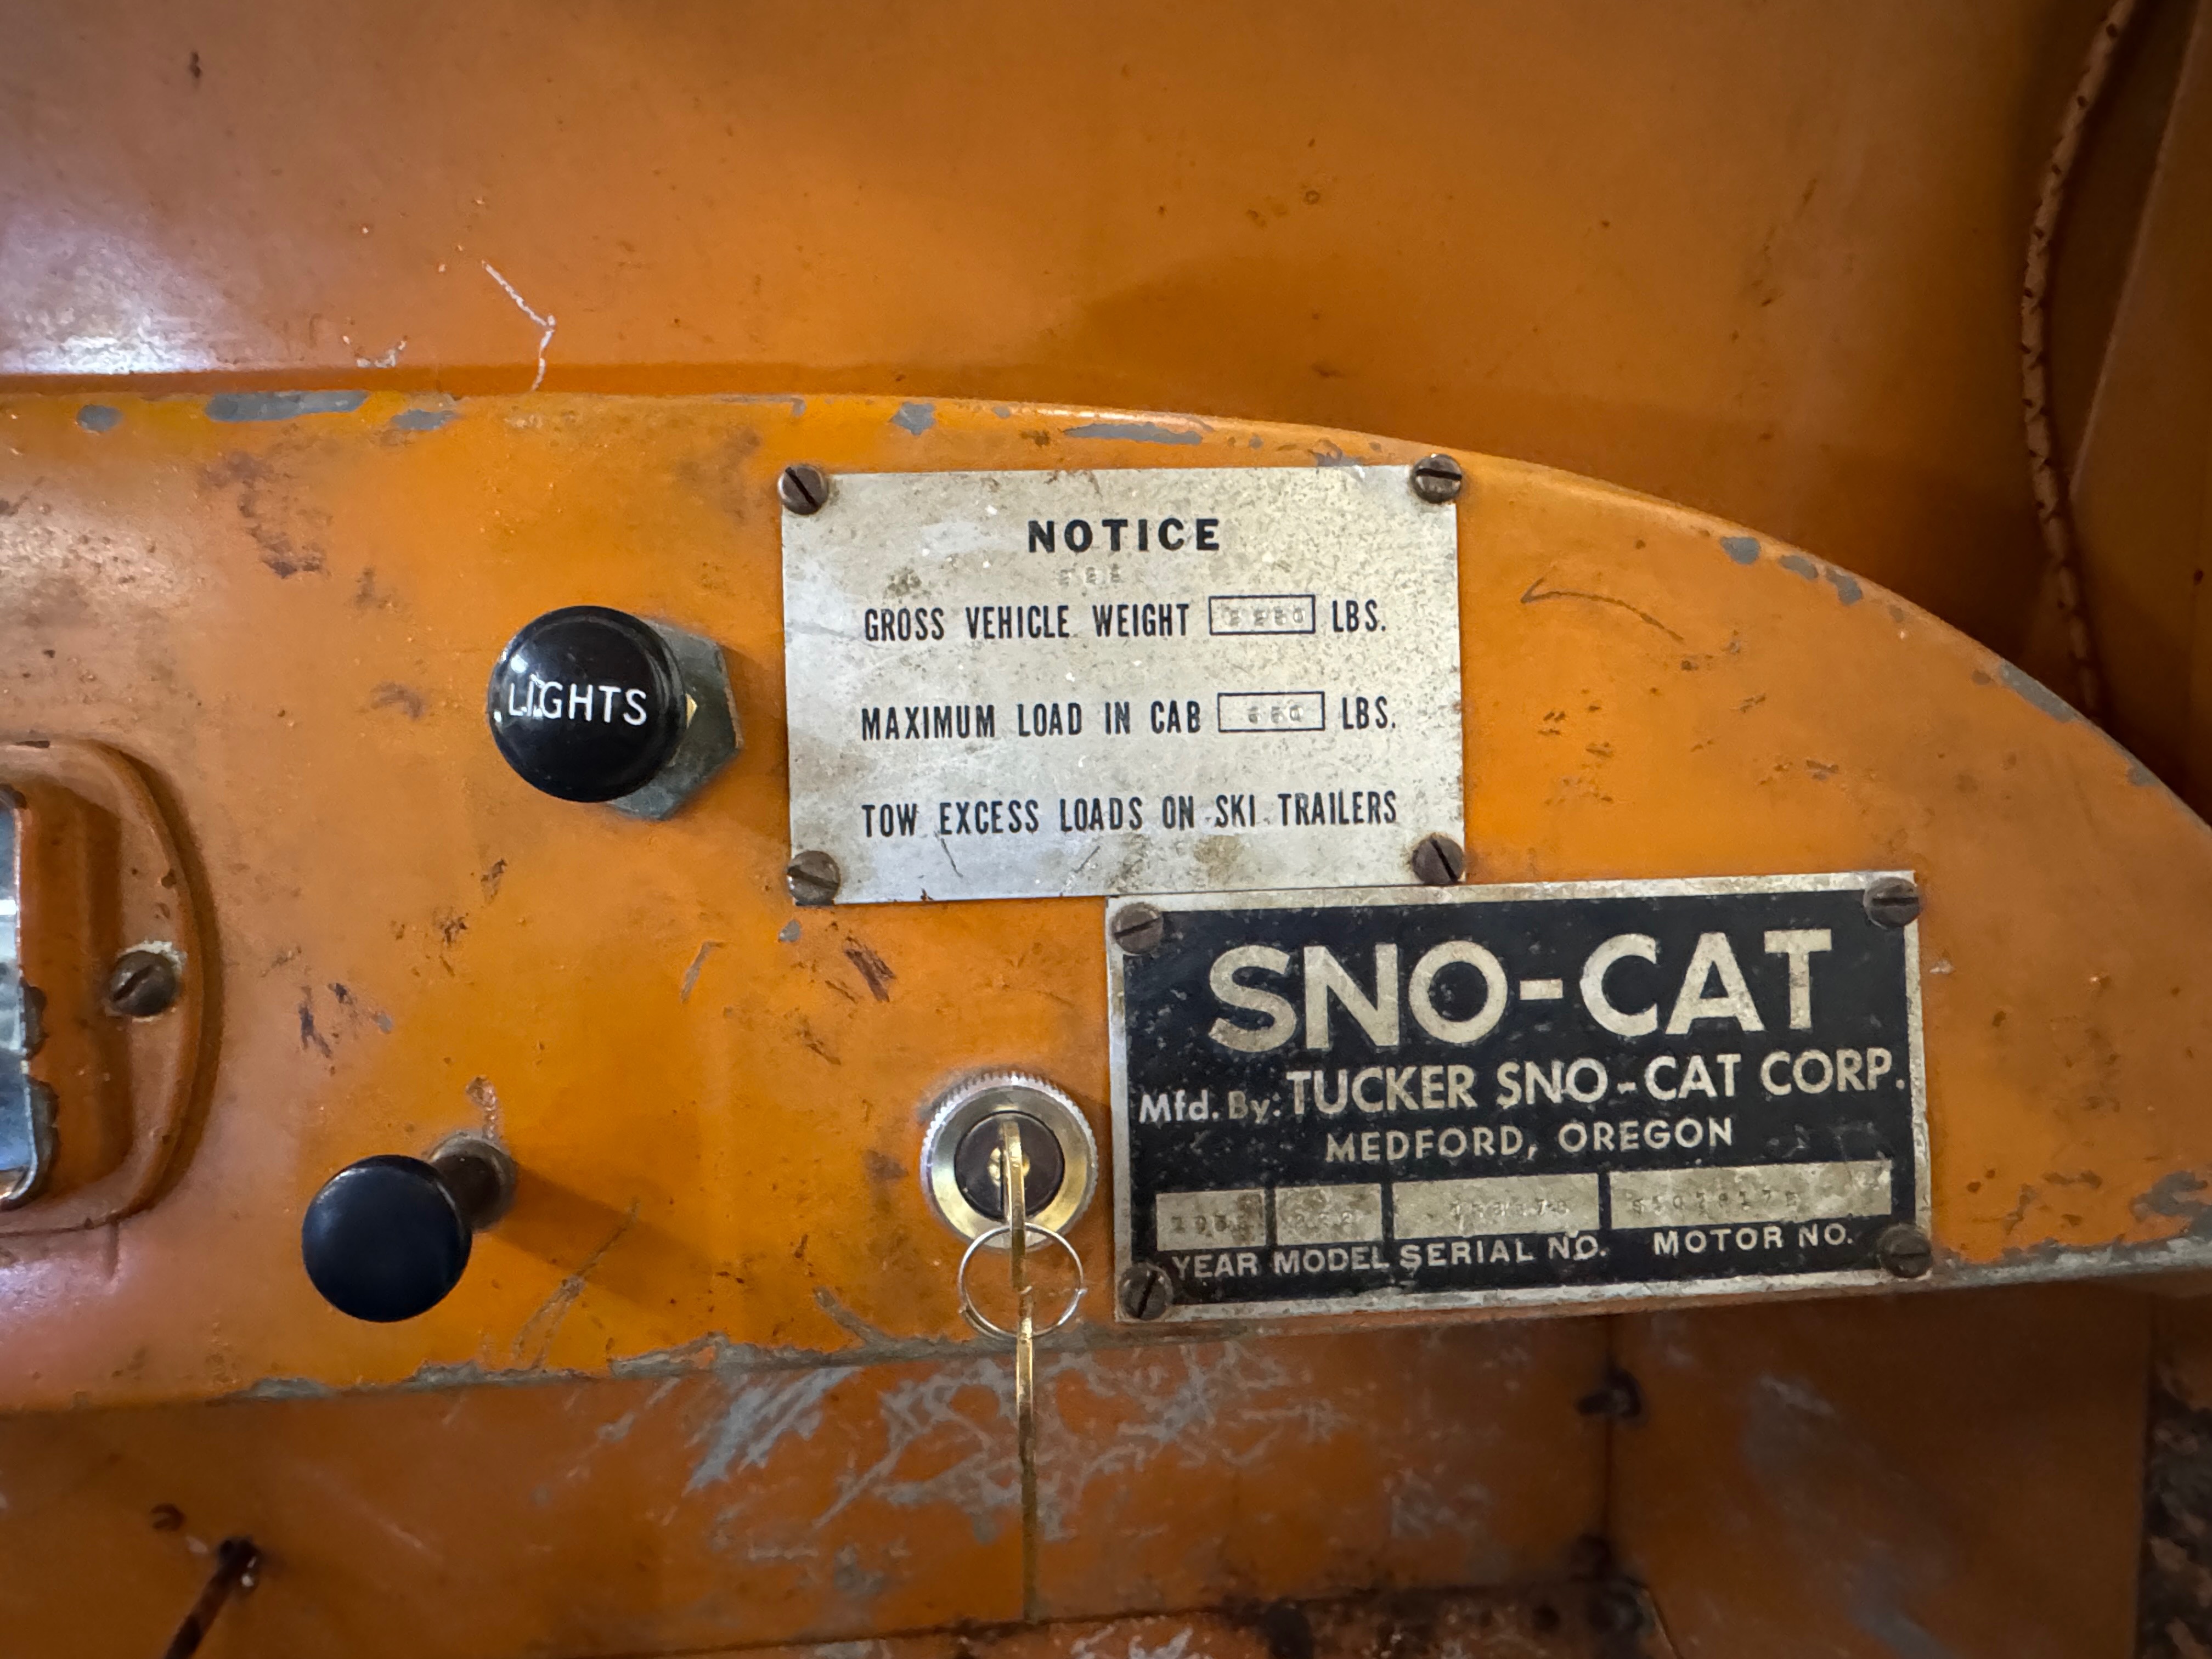 LIGHTS
NOTICE
GROSS VEHICLE WEIGHT LBS.
MAXIMUM LOAD IN CAB LBS.
TOW EXCESS LOADS ON SKI TRAILERS
SNO-CAT
Mfd. By: TUCKER SNO-CAT CORP.
MEDFORD, OREGON
YEAR MODEL SERIAL NO. MOTOR NO.